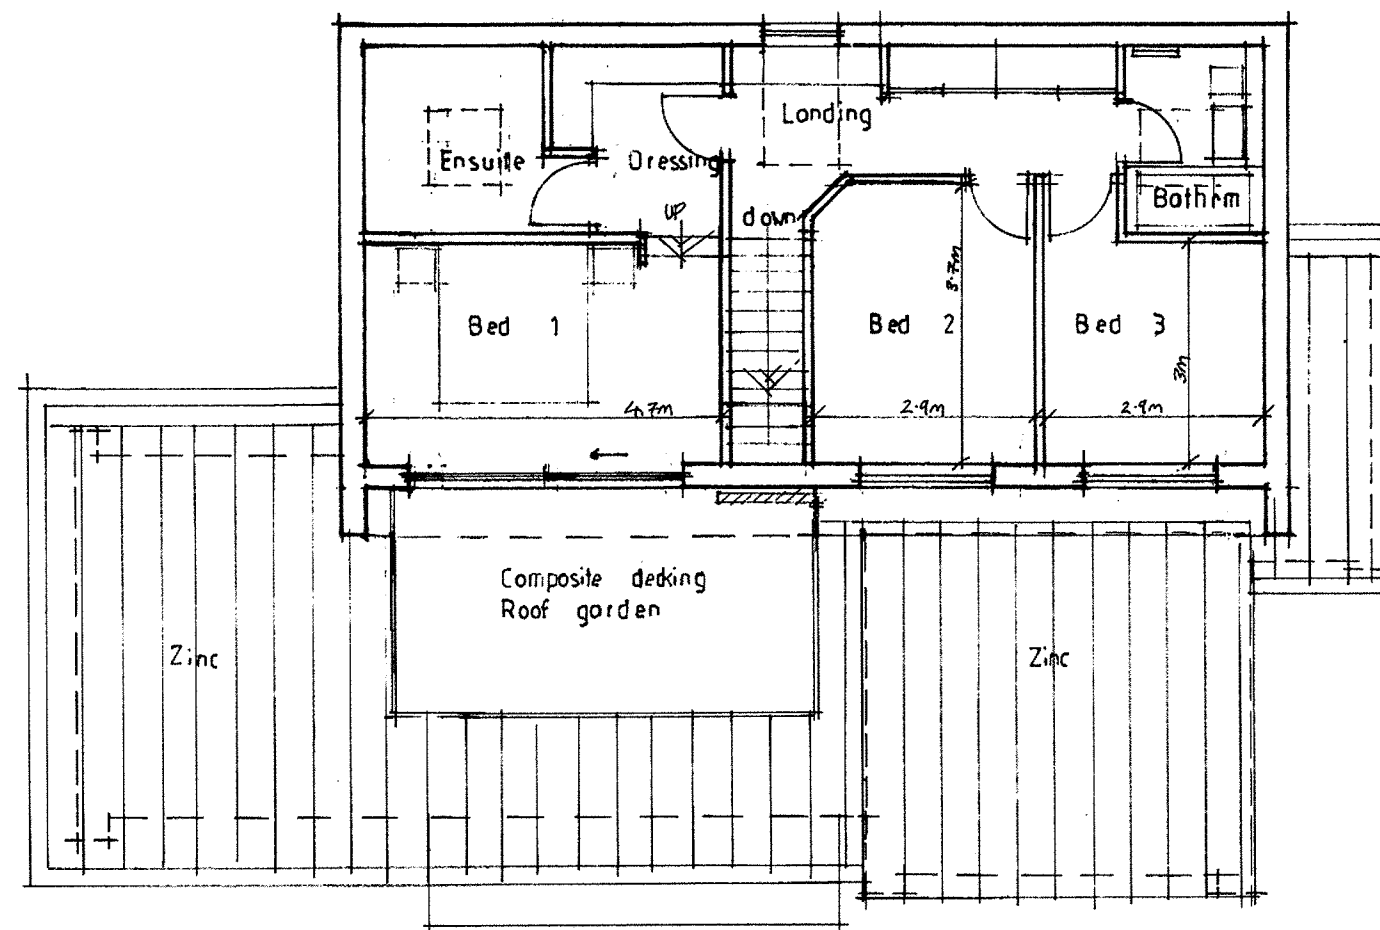 Landing
Ensuite
Dressing
Bathrm
UP
down
3.7m
Bed 1
Bed 2
Bed 3
3m
4.7m
2.9m
2.9m
Composite decking
Roof garden
Zinc
Zinc